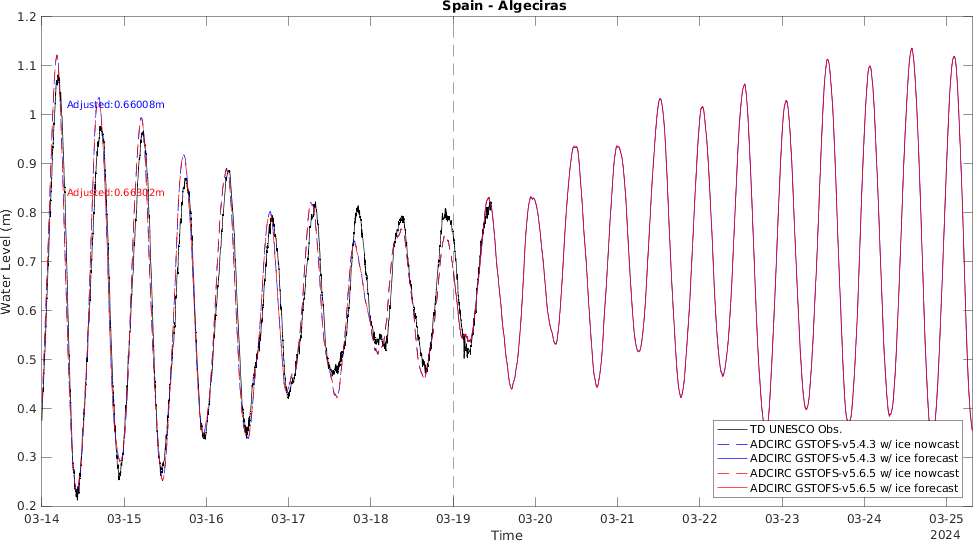 Spain - Algeciras
1.2
1.1
1
0.9
0.8
0.7
0.6
0.5
0.4
0.3
0.2
Water Level (m)
Adjusted:0.66008m
Adjusted:0.66302m
TD UNESCO Obs.
ADCIRC GSTOFS-v5.4.3 w/ ice nowcast
ADCIRC GSTOFS-v5.4.3 w/ ice forecast
ADCIRC GSTOFS-v5.6.5 w/ ice nowcast
ADCIRC GSTOFS-v5.6.5 w/ ice forecast
03-14 03-15 03-16 03-17 03-18 03-19 03-20 03-21 03-22 03-23 03-24 03-25
2024
Time